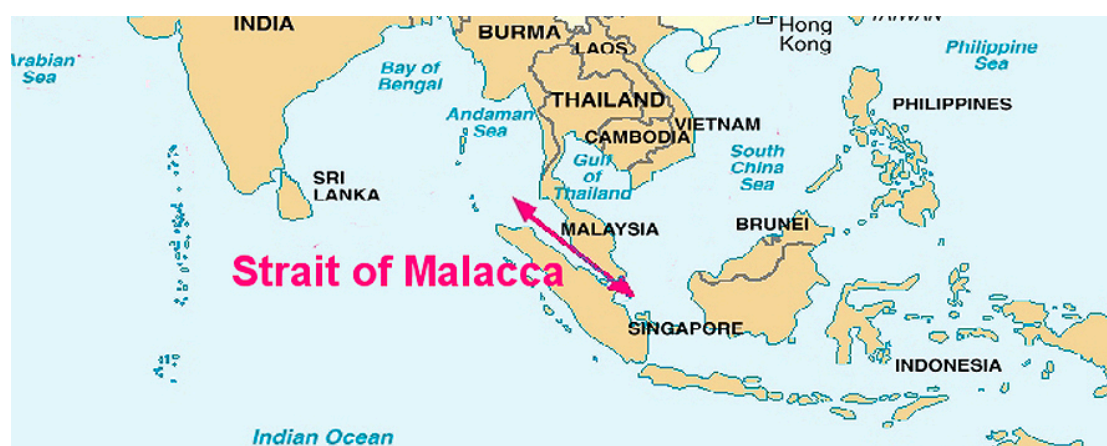 INDIA
BURMA
LAOS
Hong
Kong
TAIWAN
Philippine
Sea
Arabian
Sea
Bay of
Bengal
THAILAND
PHILIPPINES
Andaman
Sea
CAMBODIA
VIETNAM
Gulf
of
Thailand
South
China
Sea
SRI
LANKA
MALAYSIA
BRUNEI
Strait of Malacca
SINGAPORE
INDONESIA
Indian Ocean